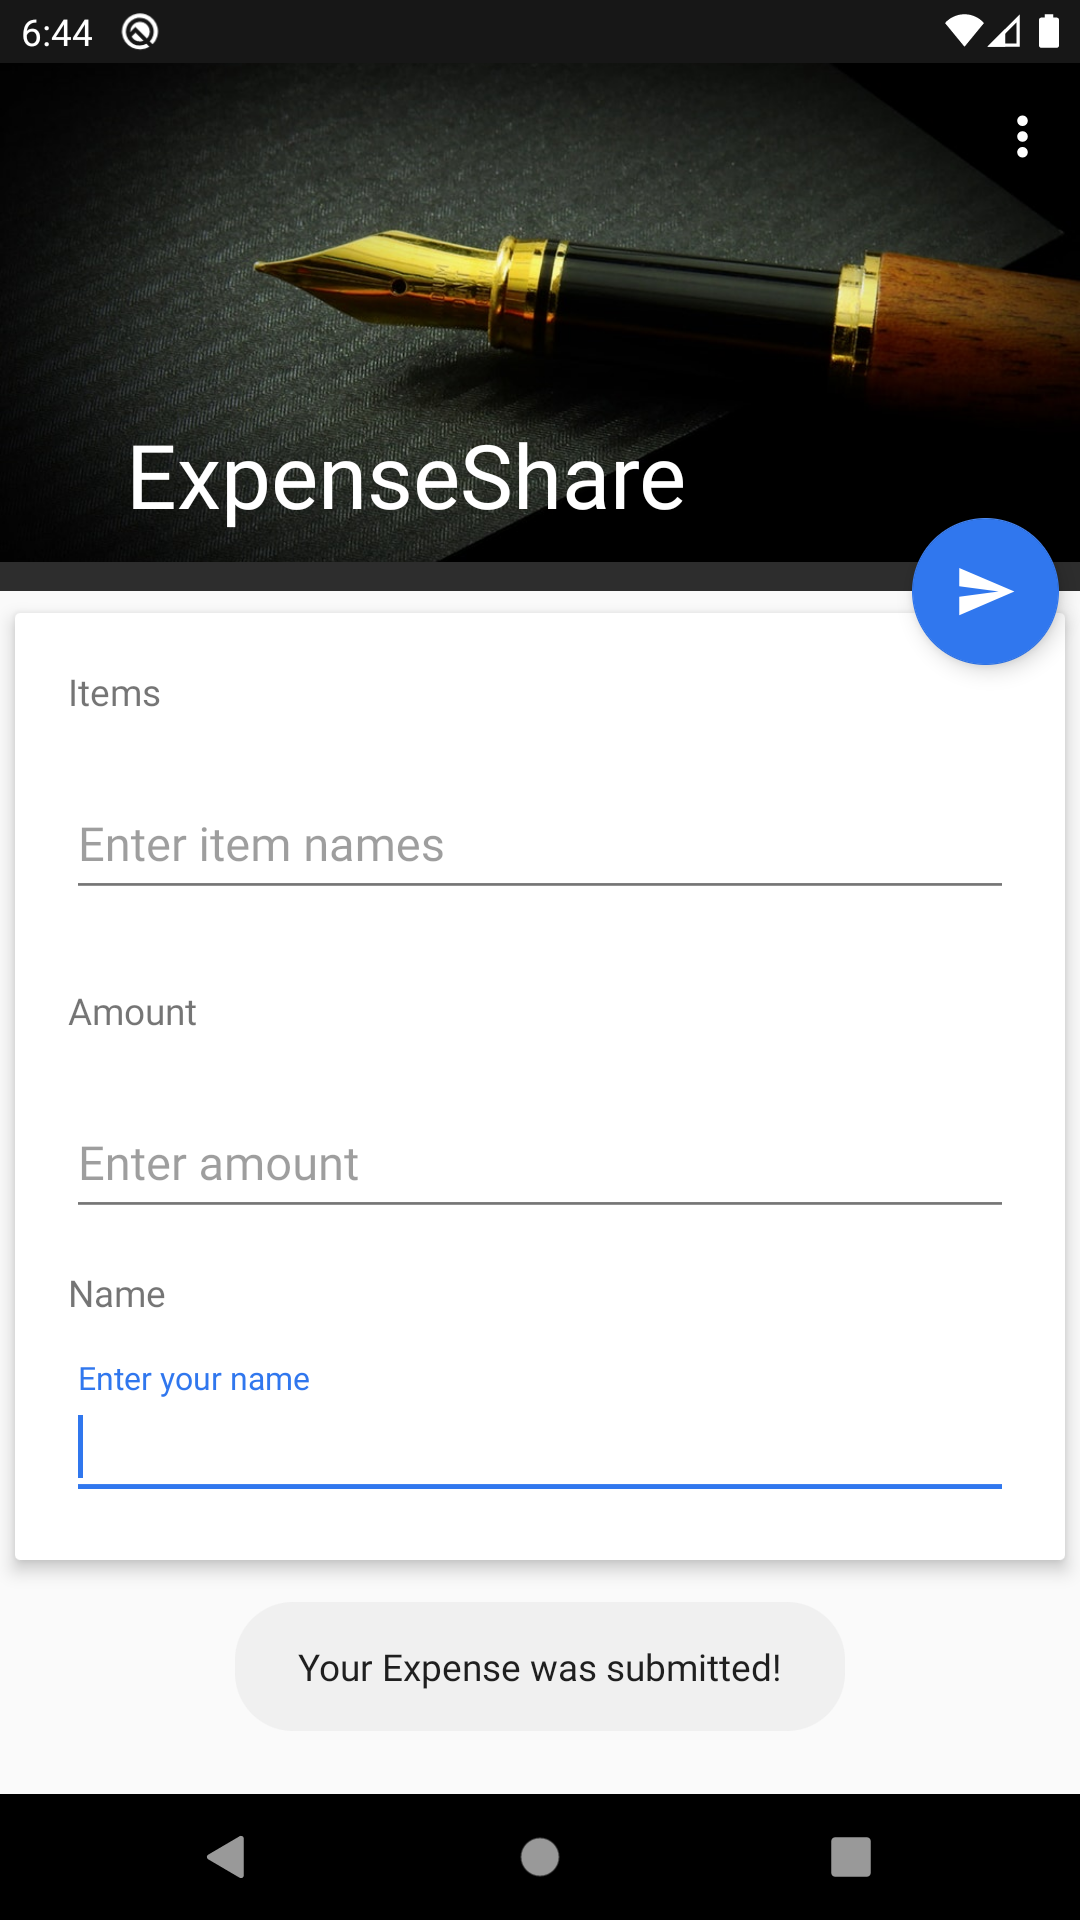 6:44
ExpenseShare
Items
Enter item names
Amount
Enter amount
Name
Enter your name
Your Expense was submitted!